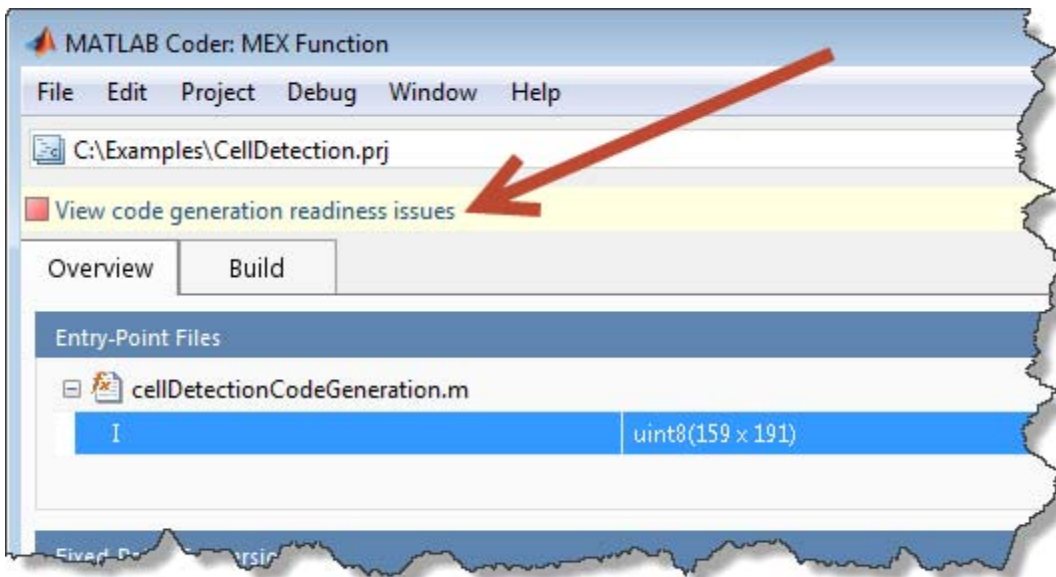 MATLAB Coder: MEX Function
File Edit Project Debug Window Help
C:\Examples\CellDetection.prj
View code generation readiness issues
Overview Build
Entry-Point Files
cellDetectionCodeGeneration.m
I uint8(159 x 191)